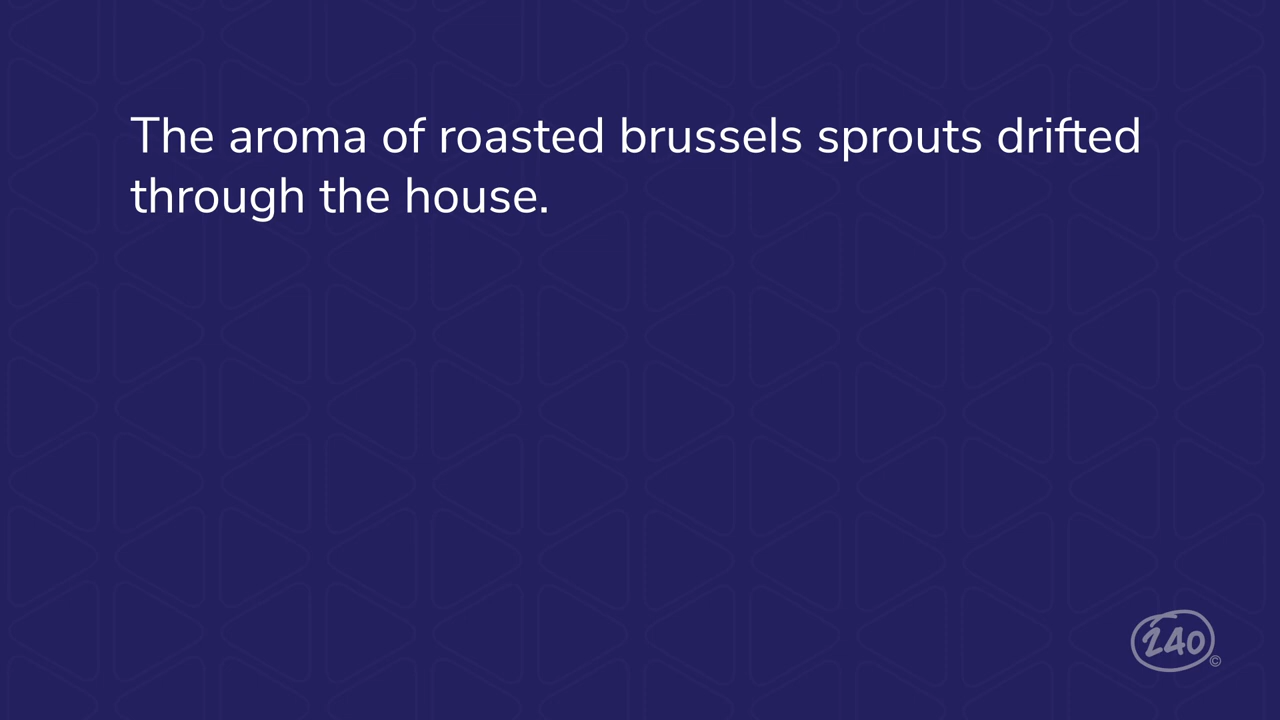 The aroma of roasted brussels sprouts drifted
through the house.
240
©